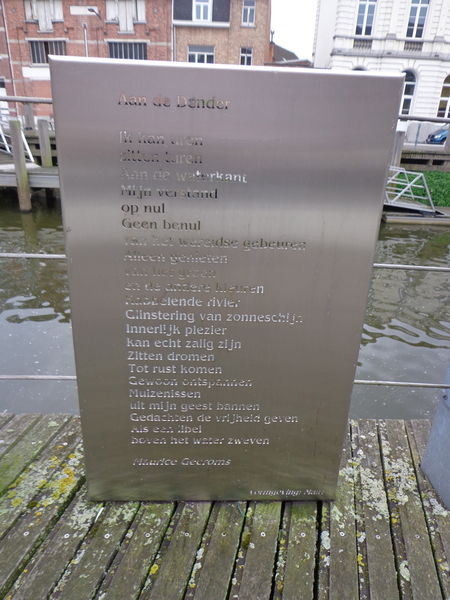 Aan de Dender
Ik kan uren
zitten turen
Aan de waterkant
Mijn verstand
op nul
Geen benul
van het wereldse gebeuren
Alleen genieten
van het groen
en de andere kleuren
Kabbelende rivier
Glinstering van zonneschijn
Innerlijk plezier
kan echt zalig zijn
Zitten dromen
Tot rust komen
Gewoon ontspannen
Muizenissen
uit mijn geest bannen
Gedachten de vrijheid geven
Als een libel
boven het water zweven
Maurice Geeroms
Vormgeving: